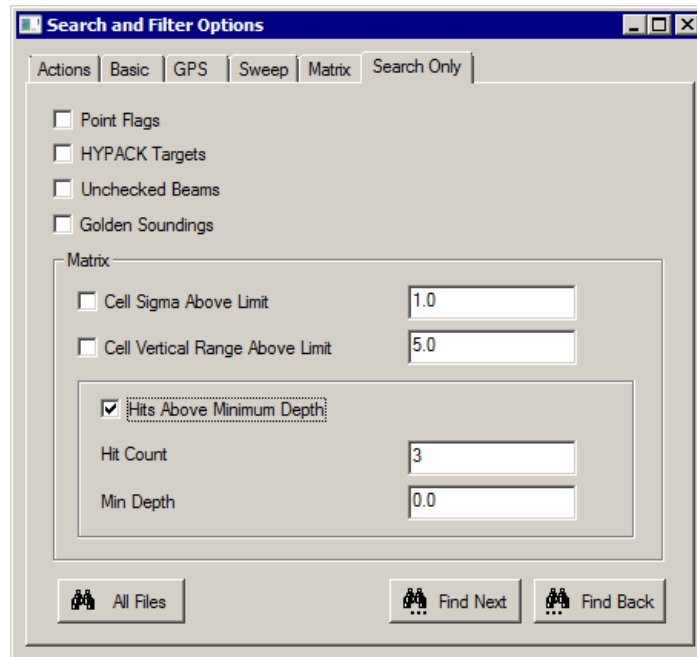 Search and Filter Options
Actions Basic GPS Sweep Matrix Search Only
Point Flags
HYPACK Targets
Unchecked Beams
Golden Soundings
Matrix
Cell Sigma Above Limit 1.0
Cell Vertical Range Above Limit 5.0
Hits Above Minimum Depth
Hit Count 3
Min Depth 0.0
All Files Find Next Find Back